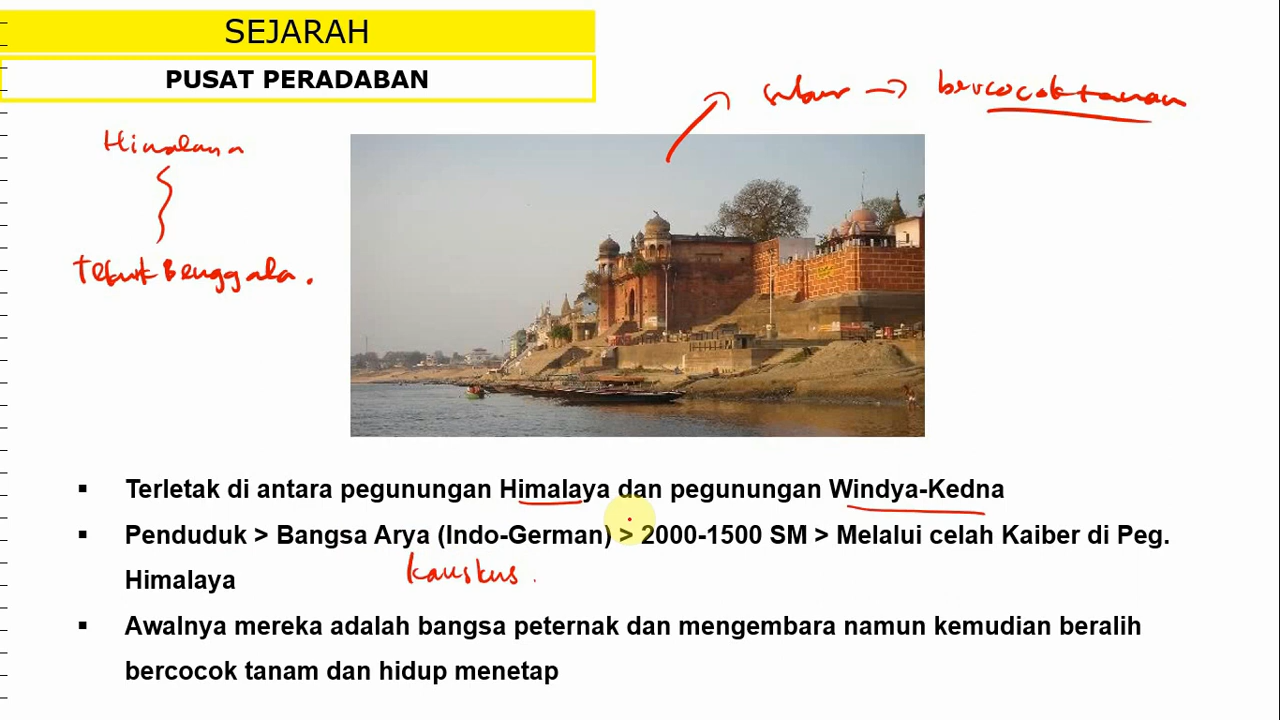 SEJARAH
PUSAT PERADABAN
subur → bercocok tanam
Himalaya
Teluk Benggala.
▪ Terletak di antara pegunungan Himalaya dan pegunungan Windya-Kedna
▪ Penduduk > Bangsa Arya (Indo-German) > 2000-1500 SM > Melalui celah Kaiber di Peg.
Himalaya
kauskus.
▪ Awalnya mereka adalah bangsa peternak dan mengembara namun kemudian beralih
bercocok tanam dan hidup menetap